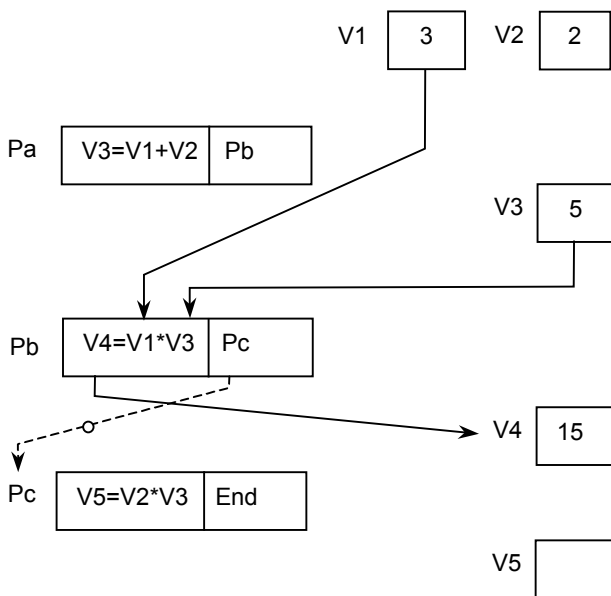 V1 3 V2 2
Pa V3=V1+V2 Pb
V3 5
Pb V4=V1*V3 Pc
V4 15
Pc V5=V2*V3 End
V5